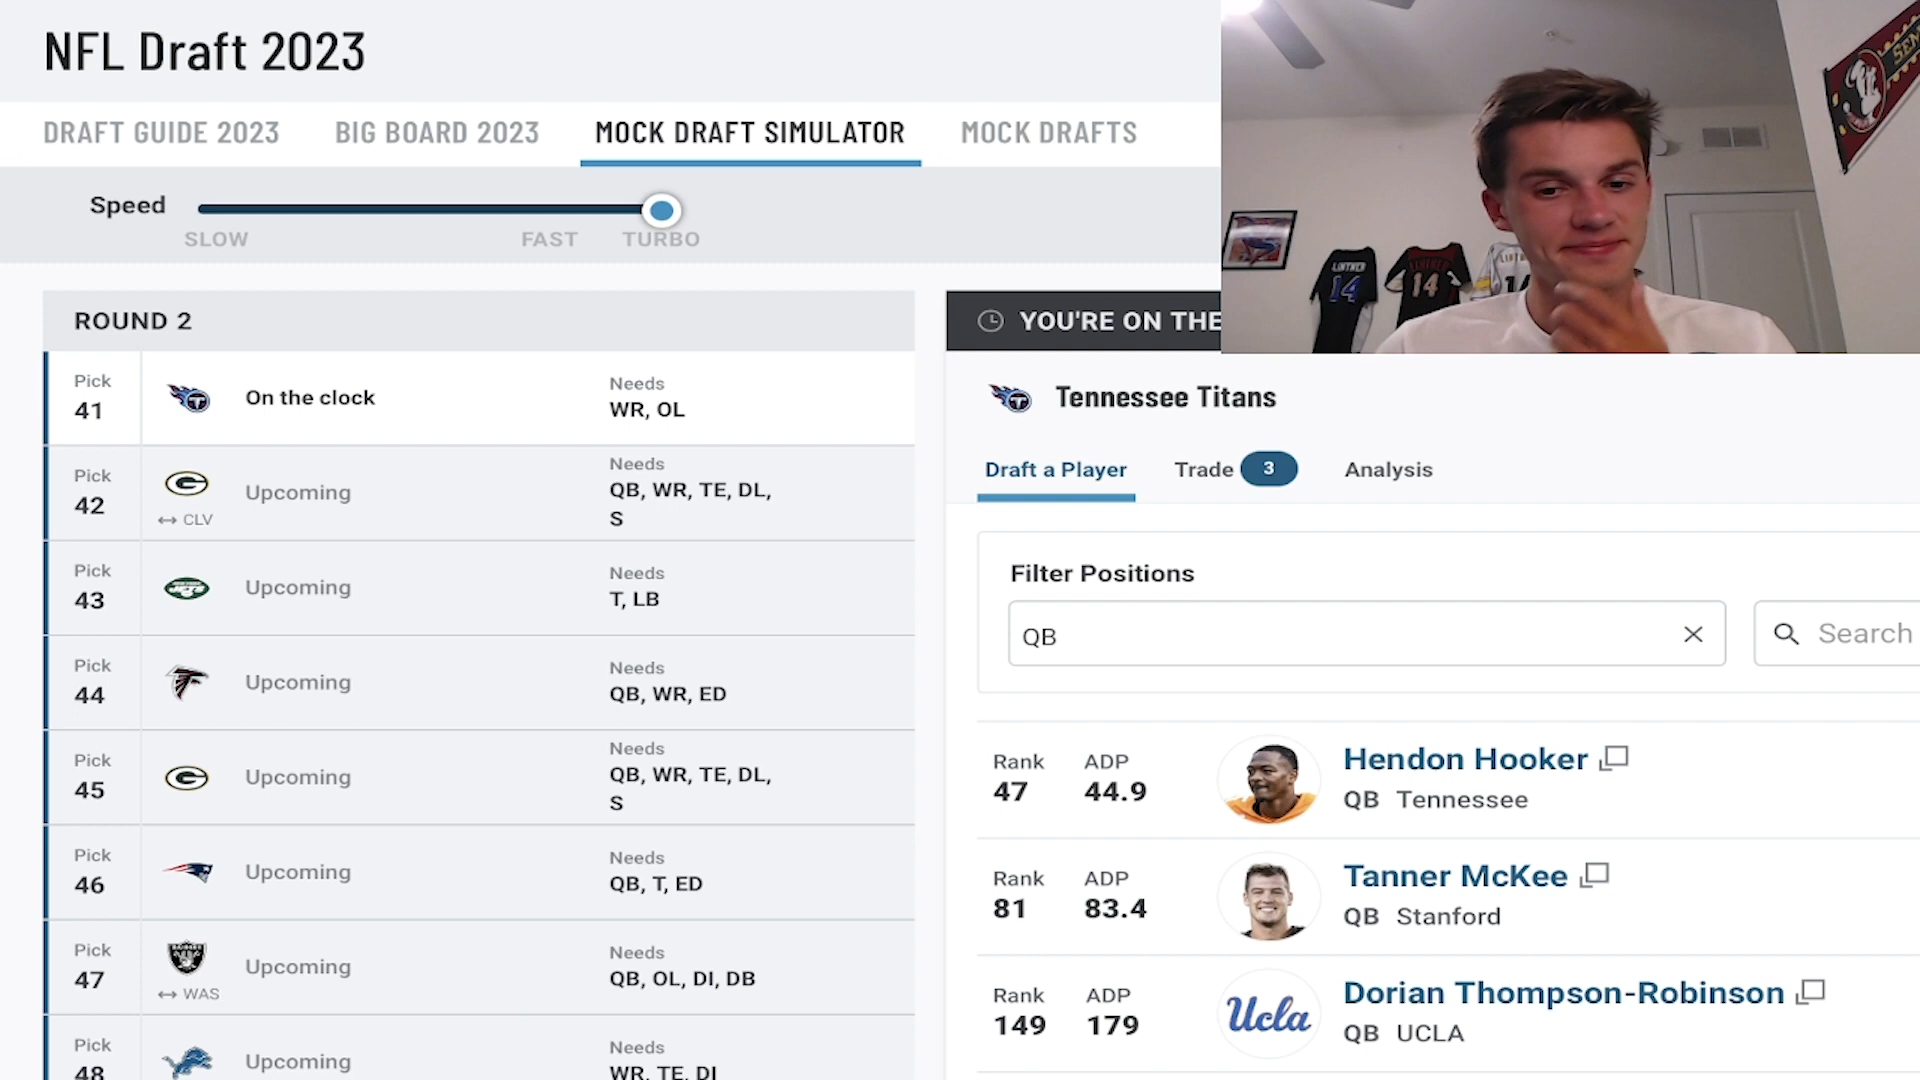 NFL Draft 2023
DRAFT GUIDE 2023
BIG BOARD 2023
MOCK DRAFT SIMULATOR
MOCK DRAFTS
Speed
SLOW
FAST
TURBO
ROUND 2
Pick
41
On the clock
Needs
WR, OL
Pick
42
CLV
Upcoming
Needs
QB, WR, TE, DL,
S
Pick
43
JETS
Upcoming
Needs
T, LB
Pick
44
Upcoming
Needs
QB, WR, ED
Pick
45
Upcoming
Needs
QB, WR, TE, DL,
S
Pick
46
Upcoming
Needs
QB, T, ED
Pick
47
RAIDERS
WAS
Upcoming
Needs
QB, OL, DI, DB
Pick
48
Upcoming
Needs
WR, TE, DI
YOU'RE ON THE
Tennessee Titans
Draft a Player
Trade 3
Analysis
Filter Positions
QB
Search
Rank
47
ADP
44.9
Hendon Hooker
QB Tennessee
Rank
81
ADP
83.4
Tanner McKee
QB Stanford
Rank
149
ADP
179
Ucla
Dorian Thompson-Robinson
QB UCLA
LINTNER
14
14
SEM